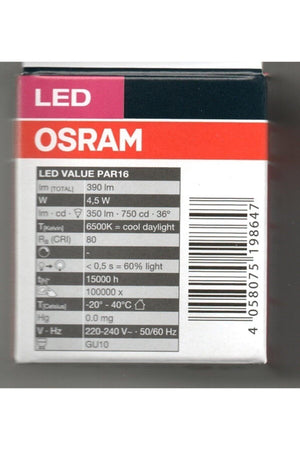 LED
OSRAM
LED VALUE PAR16
lm [TOTAL] 390 lm
W 4,5 W
lm · cd · 350 lm · 750 cd · 36°
T[Kelvin] 6500K = cool daylight
Ra (CRI) 80
-
< 0,5 s = 60% light
15000 h
100000 x
T[Celsius] -20° - 40°C
Hg 0.0 mg
V · Hz 220-240 V~ · 50/60 Hz
GU10
4 058075 198647